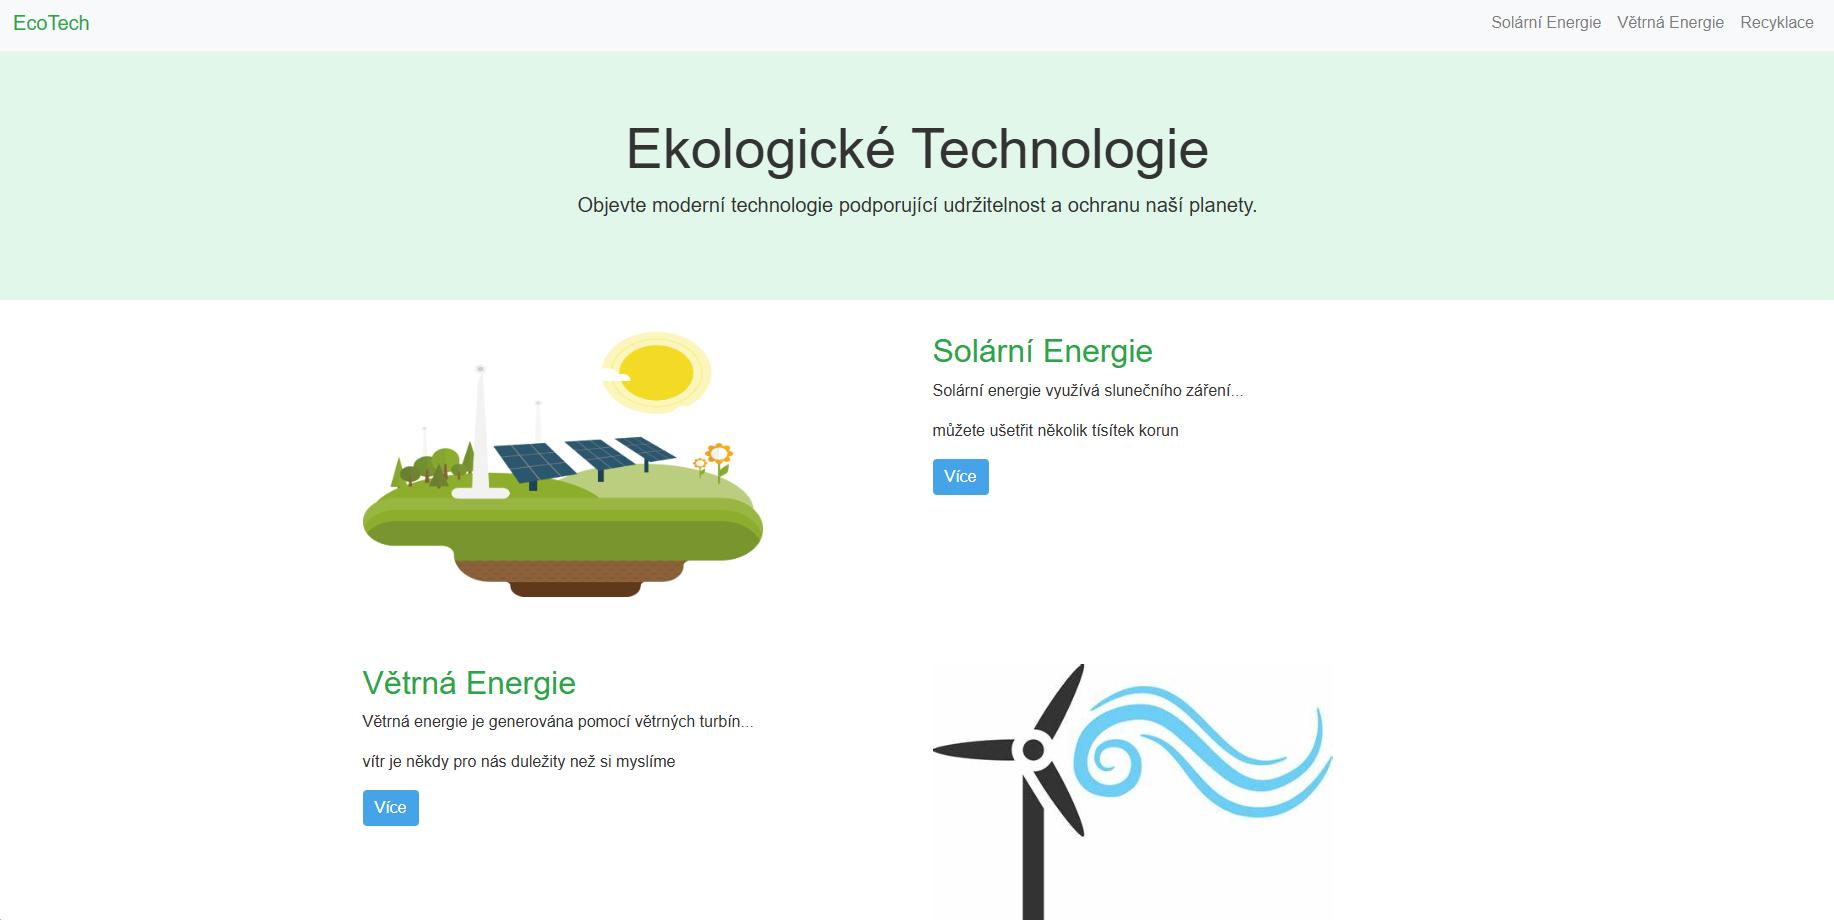 EcoTech
Solární Energie Větrná Energie Recyklace
Ekologické Technologie
Objevte moderní technologie podporující udržitelnost a ochranu naší planety.
Solární Energie
Solární energie využívá slunečního záření...
můžete ušetřit několik tísítek korun
Více
Větrná Energie
Větrná energie je generována pomocí větrných turbín...
vítr je někdy pro nás duležity než si myslíme
Více